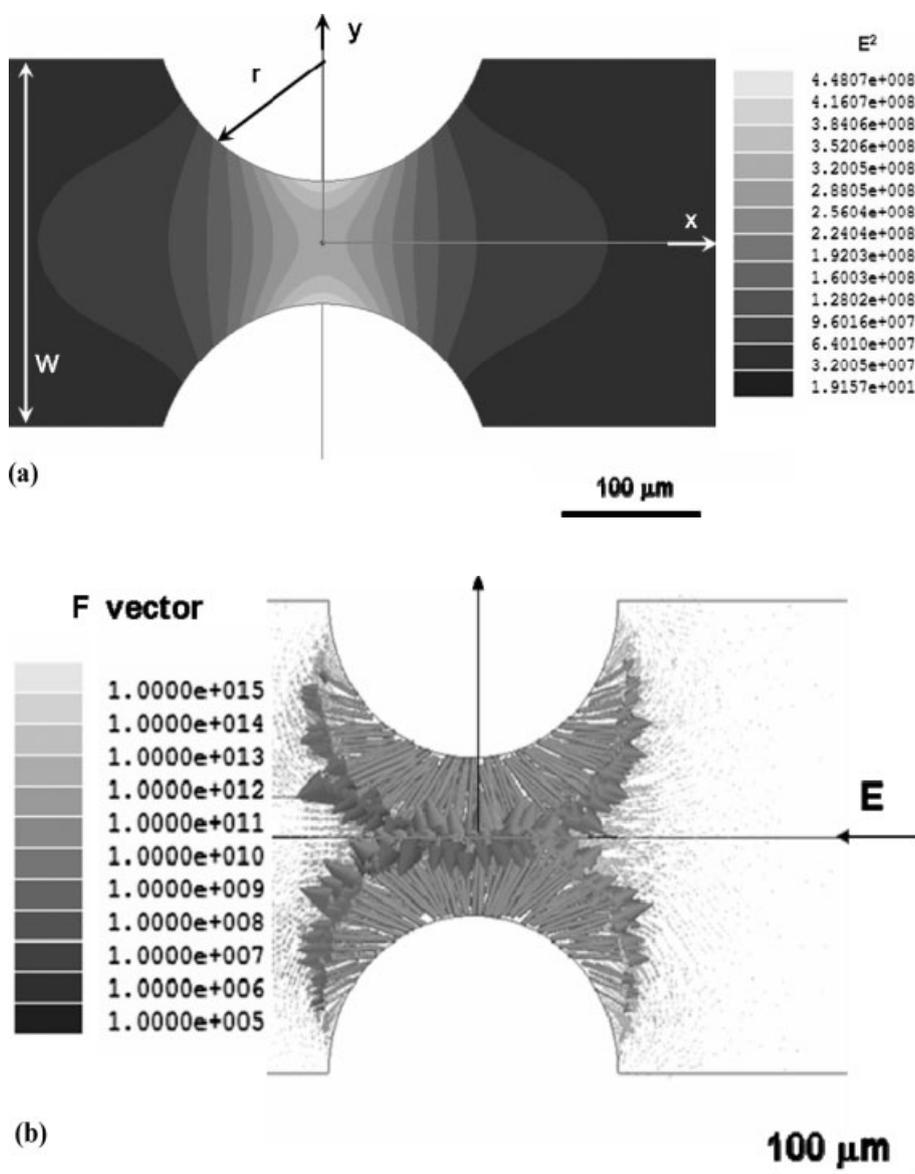 y
r
E²
4.4807e+008
4.1607e+008
3.8406e+008
3.5206e+008
3.2005e+008
2.8805e+008
2.5604e+008
2.2404e+008
1.9203e+008
1.6003e+008
1.2802e+008
9.6016e+007
6.4010e+007
3.2005e+007
1.9157e+001
x
W
(a)
100 μm
F vector
1.0000e+015
1.0000e+014
1.0000e+013
1.0000e+012
1.0000e+011
1.0000e+010
1.0000e+009
1.0000e+008
1.0000e+007
1.0000e+006
1.0000e+005
E
(b)
100 μm